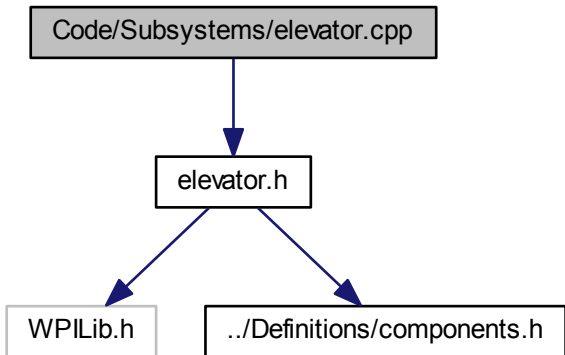 Code/Subsystems/elevator.cpp
elevator.h
WPILib.h
../Definitions/components.h